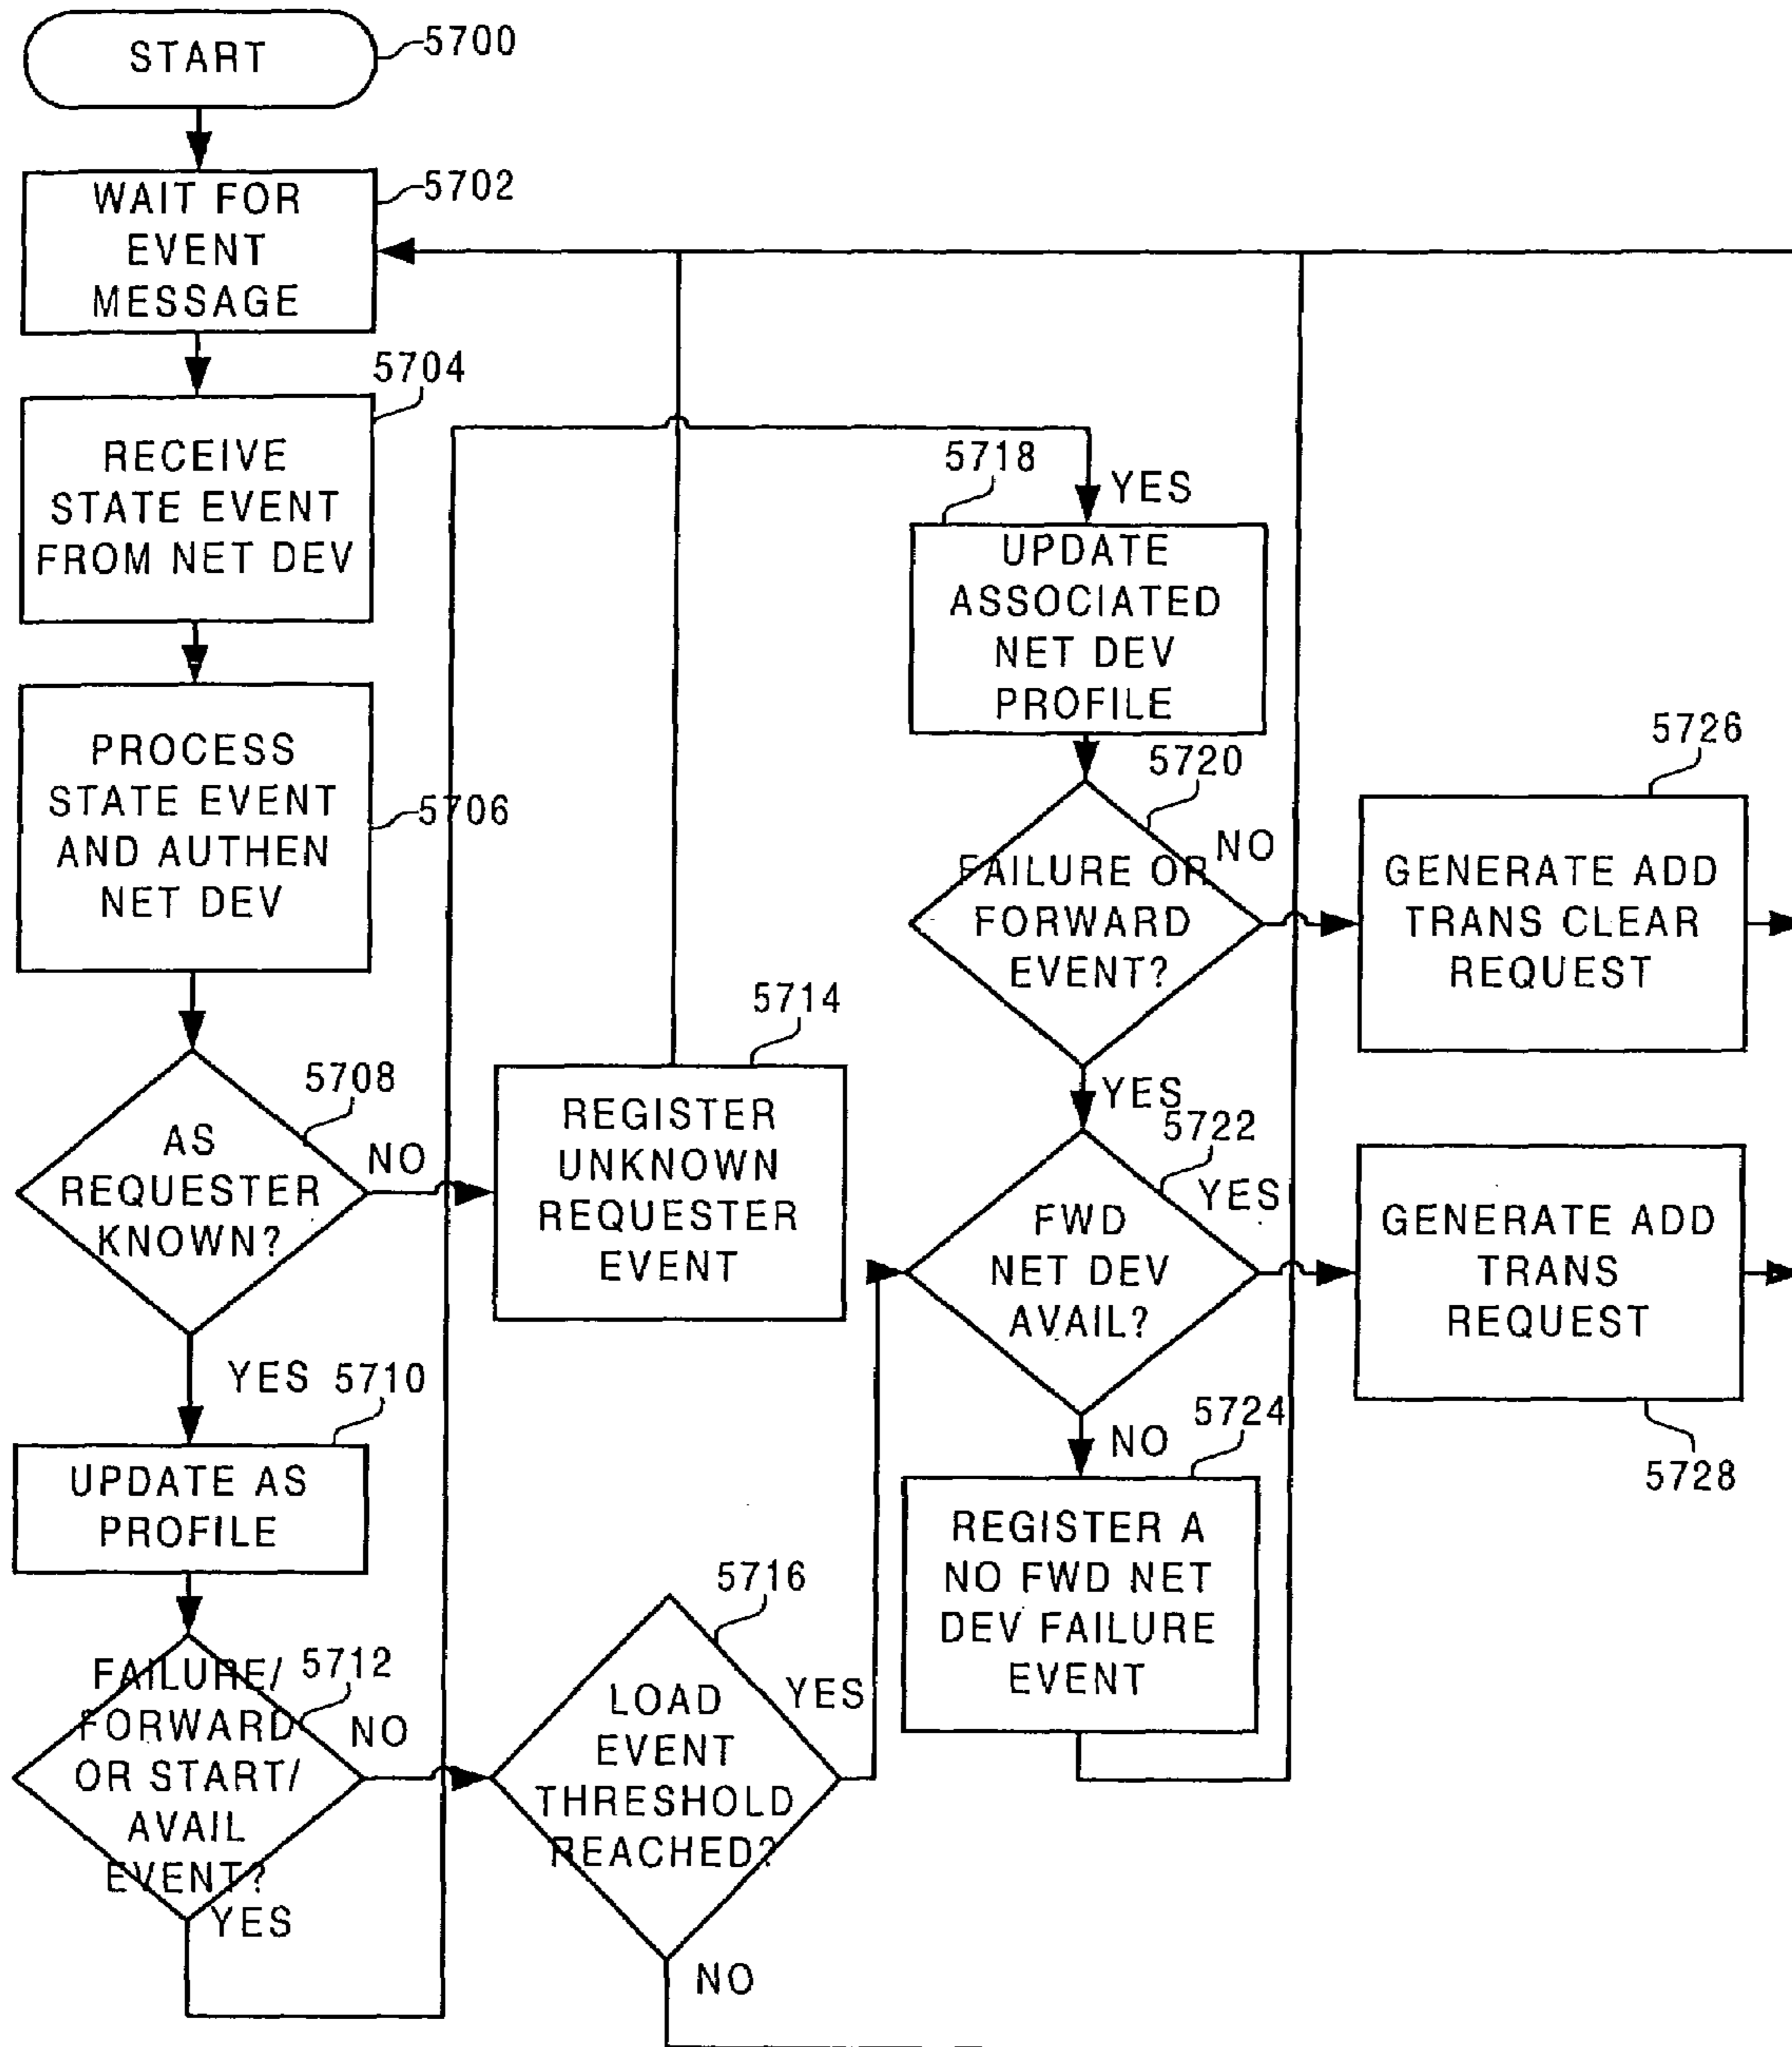 START
5700
WAIT FOR
EVENT
MESSAGE
5702
5704
RECEIVE
STATE EVENT
FROM NET DEV
PROCESS
STATE EVENT
AND AUTHEN
NET DEV
5706
5708
AS
REQUESTER
KNOWN?
NO
YES
5710
UPDATE AS
PROFILE
5712
FAILURE/
FORWARD
OR START/
AVAIL
EVENT?
NO
YES
5714
REGISTER
UNKNOWN
REQUESTER
EVENT
5716
LOAD
EVENT
THRESHOLD
REACHED?
YES
NO
5718
YES
UPDATE
ASSOCIATED
NET DEV
PROFILE
5720
FAILURE OR
FORWARD
EVENT?
NO
YES
5722
FWD
NET DEV
AVAIL?
YES
NO
5724
REGISTER A
NO FWD NET
DEV FAILURE
EVENT
5726
GENERATE ADD
TRANS CLEAR
REQUEST
GENERATE ADD
TRANS
REQUEST
5728